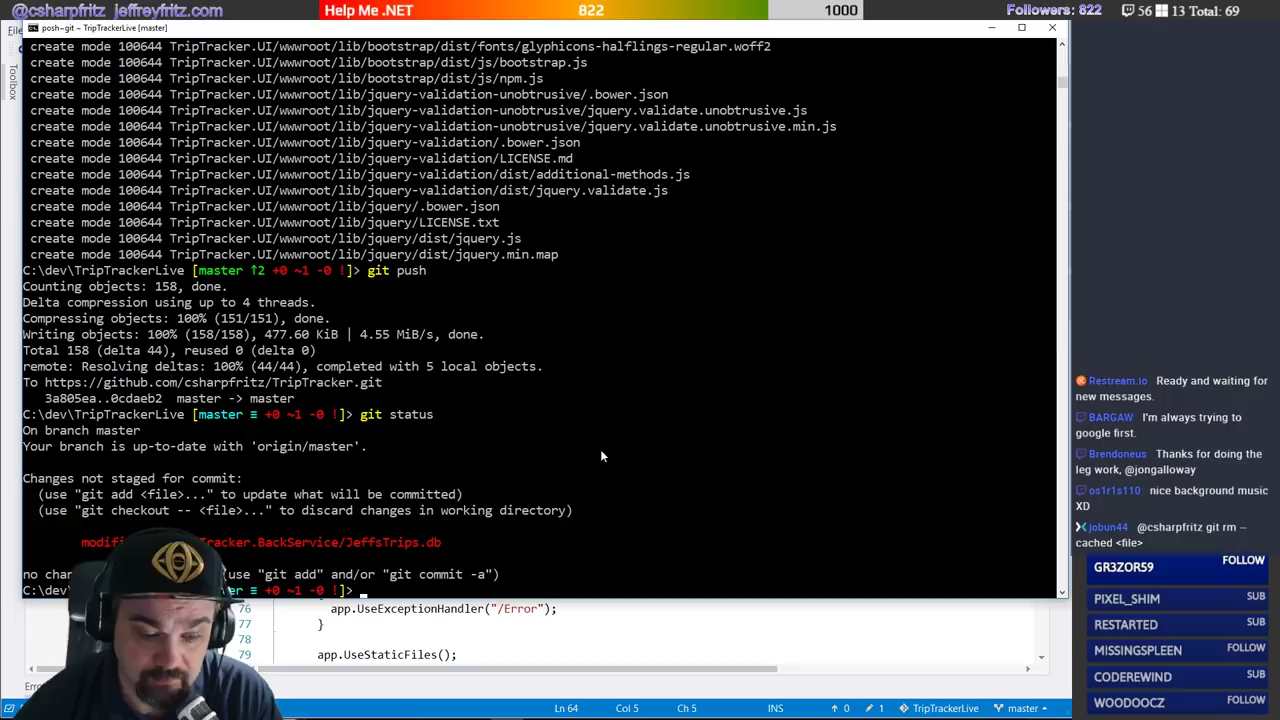 @csharpfritz jeffreyfritz.com
Help Me .NET
822
1000
Followers: 822
56
13 Total: 69
posh~git ~ TripTrackerLive [master]
Toolbox
create mode 100644 TripTracker.UI/wwwroot/lib/bootstrap/dist/fonts/glyphicons-halflings-regular.woff2
create mode 100644 TripTracker.UI/wwwroot/lib/bootstrap/dist/js/bootstrap.js
create mode 100644 TripTracker.UI/wwwroot/lib/bootstrap/dist/js/npm.js
create mode 100644 TripTracker.UI/wwwroot/lib/jquery-validation-unobtrusive/.bower.json
create mode 100644 TripTracker.UI/wwwroot/lib/jquery-validation-unobtrusive/jquery.validate.unobtrusive.js
create mode 100644 TripTracker.UI/wwwroot/lib/jquery-validation-unobtrusive/jquery.validate.unobtrusive.min.js
create mode 100644 TripTracker.UI/wwwroot/lib/jquery-validation/.bower.json
create mode 100644 TripTracker.UI/wwwroot/lib/jquery-validation/LICENSE.md
create mode 100644 TripTracker.UI/wwwroot/lib/jquery-validation/dist/additional-methods.js
create mode 100644 TripTracker.UI/wwwroot/lib/jquery-validation/dist/jquery.validate.js
create mode 100644 TripTracker.UI/wwwroot/lib/jquery/.bower.json
create mode 100644 TripTracker.UI/wwwroot/lib/jquery/LICENSE.txt
create mode 100644 TripTracker.UI/wwwroot/lib/jquery/dist/jquery.js
create mode 100644 TripTracker.UI/wwwroot/lib/jquery/dist/jquery.min.map
C:\dev\TripTrackerLive [master ↑2 +0 ~1 -0 !]> git push
Counting objects: 158, done.
Delta compression using up to 4 threads.
Compressing objects: 100% (151/151), done.
Writing objects: 100% (158/158), 477.60 KiB | 4.55 MiB/s, done.
Total 158 (delta 44), reused 0 (delta 0)
remote: Resolving deltas: 100% (44/44), completed with 5 local objects.
To https://github.com/csharpfritz/TripTracker.git
3a805ea..0cdaeb2 master -> master
C:\dev\TripTrackerLive [master ≡ +0 ~1 -0 !]> git status
On branch master
Your branch is up-to-date with 'origin/master'.
Changes not staged for commit:
(use "git add <file>..." to update what will be committed)
(use "git checkout -- <file>..." to discard changes in working directory)
modifi Tracker.BackService/JeffsTrips.db
no chan (use "git add" and/or "git commit -a")
C:\dev ster ≡ +0 ~1 -0 !]>
76 app.UseExceptionHandler("/Error");
77 }
78
79 app.UseStaticFiles();
Ln 64 Col 5 Ch 5 INS 0 1 TripTrackerLive master
Restream.io Ready and waiting for
new messages.
BARGAW I'm always trying to
google first.
Brendoneus Thanks for doing the
leg work, @jongalloway
os1r1s110 nice background music
XD
jobun44 @csharpfritz git rm --
cached <file>
GR3ZOR59 FOLLOW
PIXEL_SHIM SUB
RESTARTED SUB
MISSINGSPLEEN FOLLOW
CODEREWIND SUB
WOODOOCZ FOLLOW